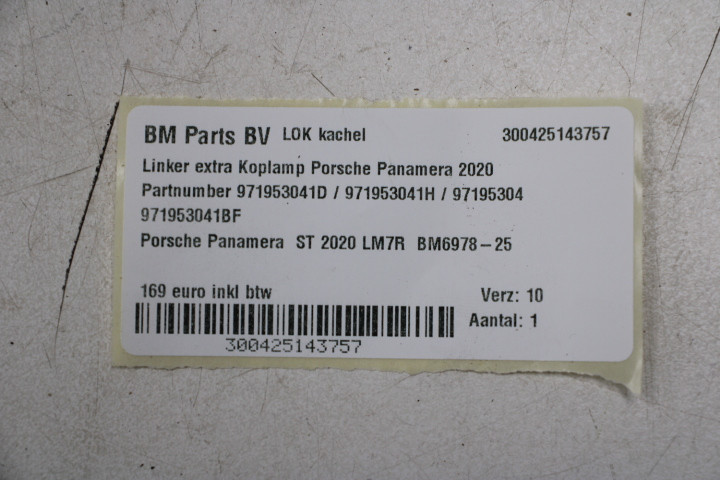 BM Parts BV LOK kachel 300425143757
Linker extra Koplamp Porsche Panamera 2020
Partnumber 971953041D / 971953041H / 97195304
971953041BF
Porsche Panamera ST 2020 LM7R BM6978-25
169 euro inkl btw Verz: 10
Aantal: 1
300425143757